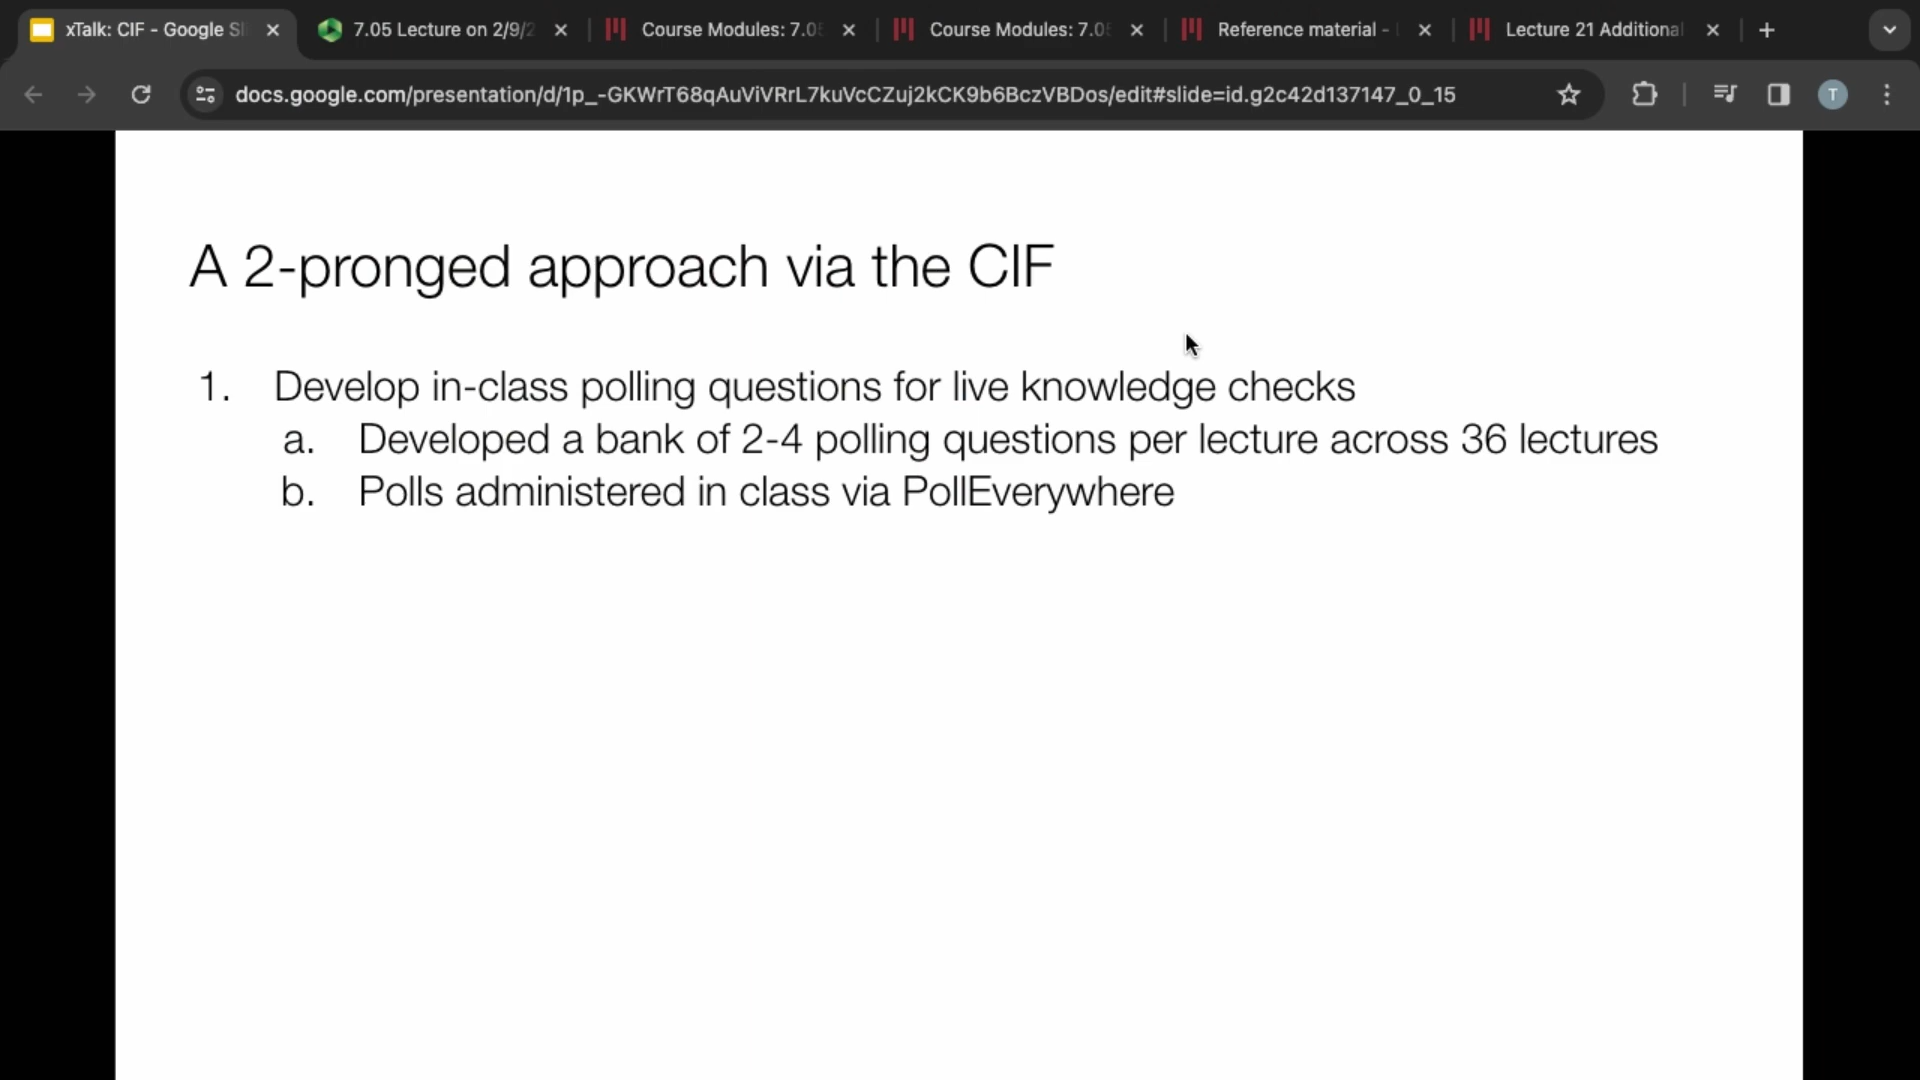 xTalk: CIF - Google Sl
7.05 Lecture on 2/9/2
Course Modules: 7.05
Course Modules: 7.05
Reference material -
Lecture 21 Additional
docs.google.com/presentation/d/1p_-GKWrT68qAuViVRrL7kuVcCZuj2kCK9b6BczVBDos/edit#slide=id.g2c42d137147_0_15
T
A 2-pronged approach via the CIF
1. Develop in-class polling questions for live knowledge checks
a. Developed a bank of 2-4 polling questions per lecture across 36 lectures
b. Polls administered in class via PollEverywhere